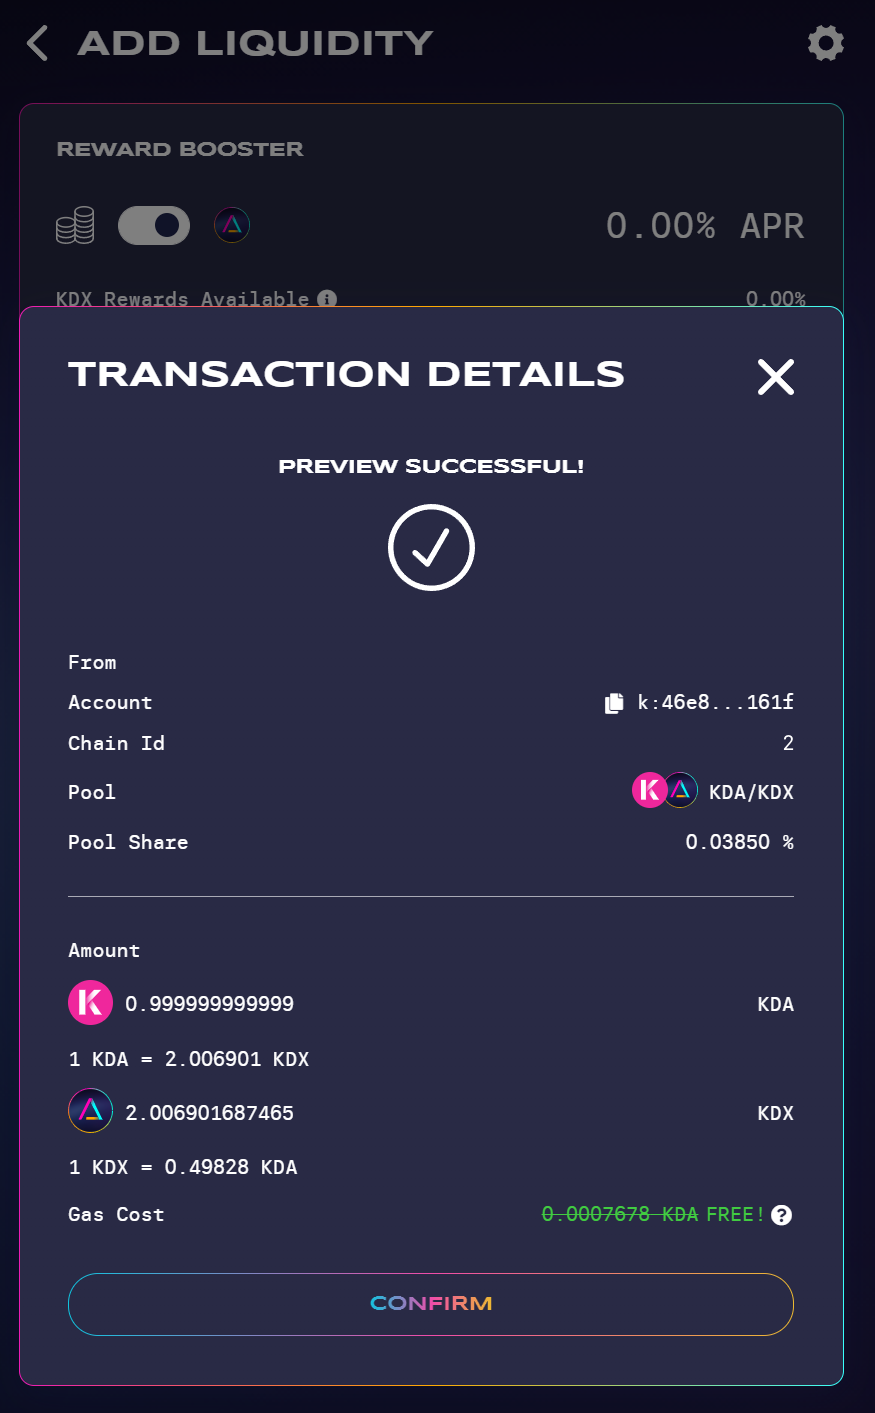 ADD LIQUIDITY
REWARD BOOSTER
0.00% APR
KDX Rewards Available 0.00%
TRANSACTION DETAILS
PREVIEW SUCCESSFUL!
From
Account k:46e8...161f
Chain Id 2
Pool KDA/KDX
Pool Share 0.03850 %
Amount
0.999999999999 KDA
1 KDA = 2.006901 KDX
2.006901687465 KDX
1 KDX = 0.49828 KDA
Gas Cost 0.0007678 KDA FREE!
CONFIRM